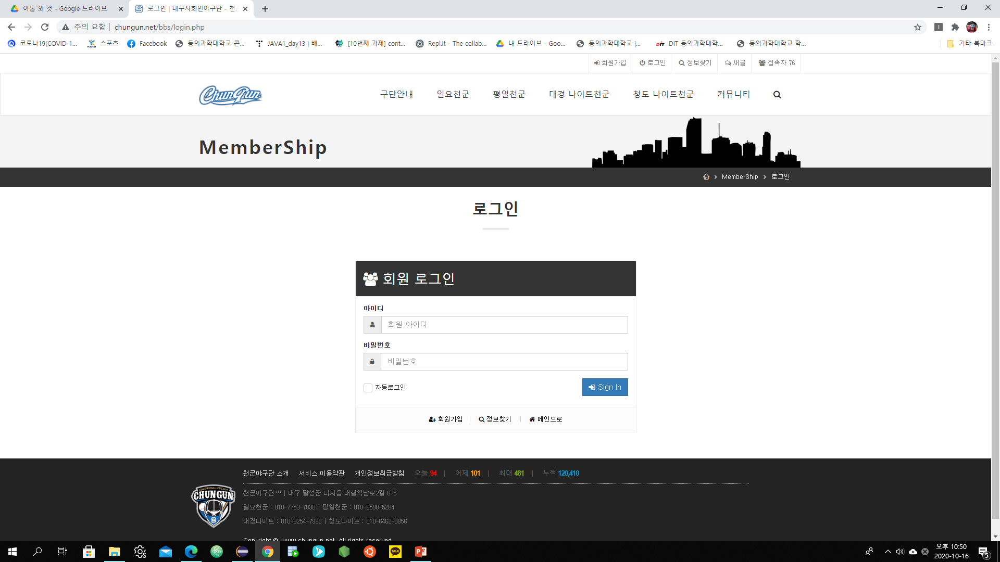 아톰 외 것 - Google 드라이브
로그인 | 대구사회인야구단 - 천군
주의 요함 | chungun.net/bbs/login.php
코로나19(COVID-1...
스포츠
Facebook
동의과학대학교 콘...
JAVA1_day13 | 배...
[10번째 과제] cont...
Repl.it - The collab...
내 드라이브 - Goo...
동의과학대학교 |...
DIT 동의과학대학...
동의과학대학교 학...
기타 북마크
회원가입 로그인 정보찾기 새글 접속자 76
ChunGun
구단안내 일요천군 평일천군 대경 나이트천군 청도 나이트천군 커뮤니티
MemberShip
MemberShip > 로그인
로그인
회원 로그인
아이디
회원 아이디
비밀번호
비밀번호
자동로그인
Sign In
회원가입 | 정보찾기 | 메인으로
천군야구단 소개 서비스 이용약관 개인정보취급방침 오늘 94 | 어제 101 | 최대 481 | 누적 120,410
BASEBALLTEAM
CHUNGUN
S
천군야구단™ | 대구 달성군 다사읍 대실역남로2길 8-5
일요천군 : 010-7753-7830 | 평일천군 : 010-8598-5284
대경나이트 : 010-9254-7930 | 청도나이트 : 010-6462-0856
Copyright © www.chungun.net. All rights reserved.
TALK
오후 10:50
2020-10-16
5